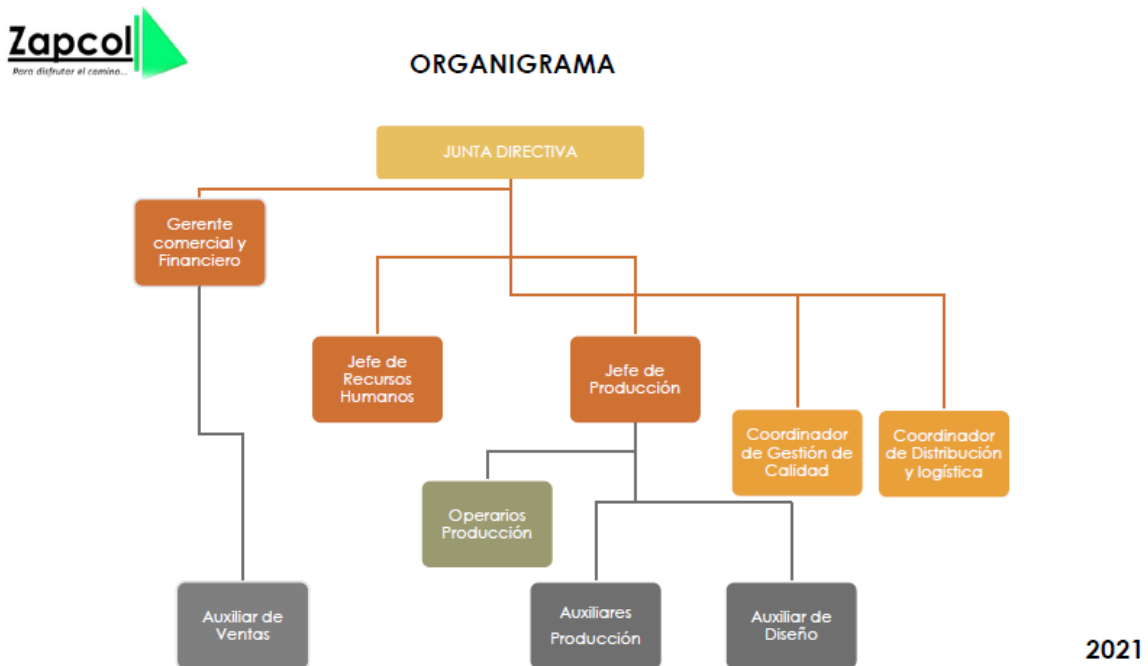 Zapcol
Para disfrutar el camino...
ORGANIGRAMA
JUNTA DIRECTIVA
Gerente
comercial y
Financiero
Jefe de
Recursos
Humanos
Jefe de
Producción
Coordinador
de Gestión de
Calidad
Coordinador
de Distribución
y logística
Operarios
Producción
Auxiliar de
Ventas
Auxiliares
Producción
Auxiliar de
Diseño
2021